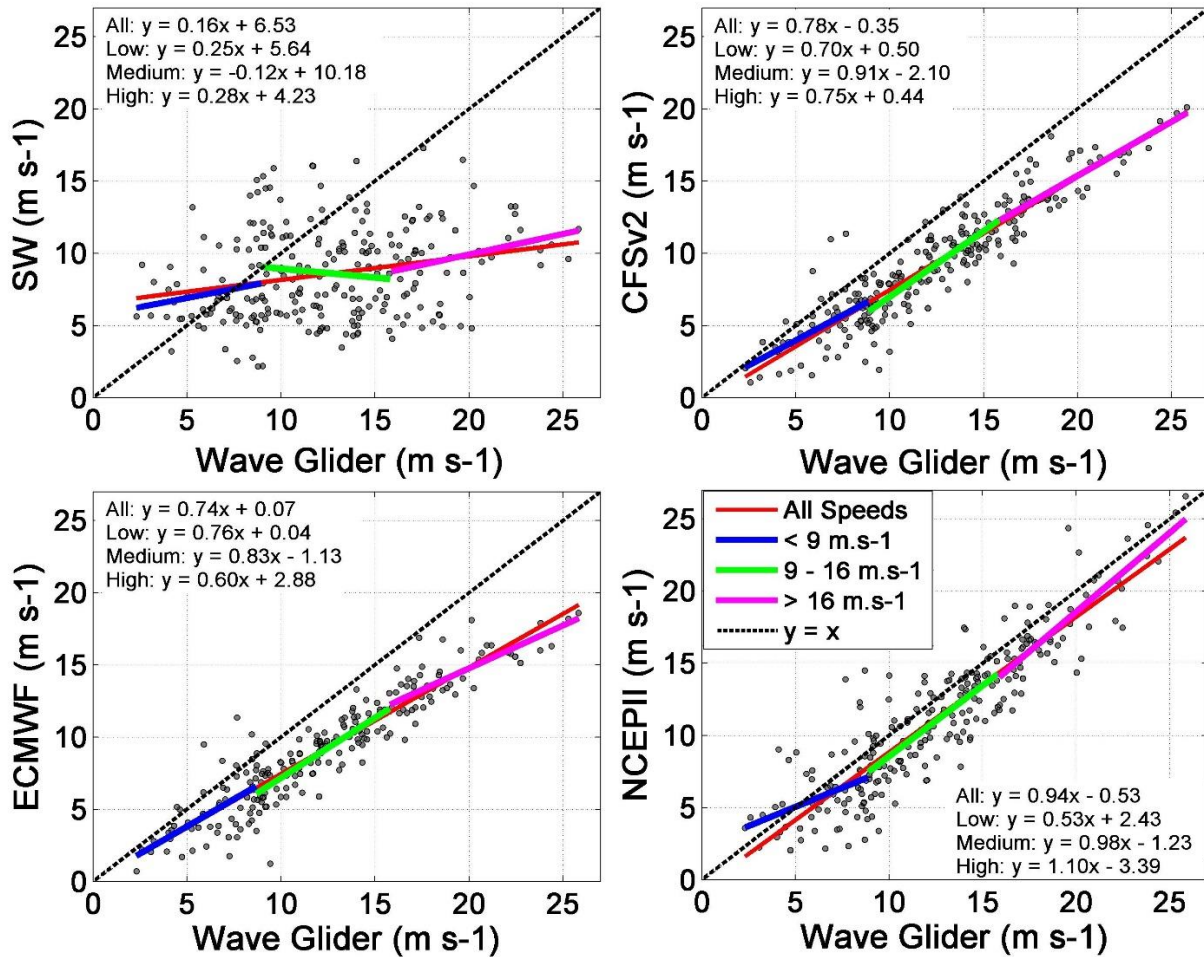 All: y = 0.16x + 6.53
Low: y = 0.25x + 5.64
Medium: y = -0.12x + 10.18
High: y = 0.28x + 4.23
25
20
15
10
5
0
SW (m s-1)
0 5 10 15 20 25
Wave Glider (m s-1)
All: y = 0.78x - 0.35
Low: y = 0.70x + 0.50
Medium: y = 0.91x - 2.10
High: y = 0.75x + 0.44
25
20
15
10
5
0
CFSv2 (m s-1)
0 5 10 15 20 25
Wave Glider (m s-1)
All: y = 0.74x + 0.07
Low: y = 0.76x + 0.04
Medium: y = 0.83x - 1.13
High: y = 0.60x + 2.88
25
20
15
10
5
0
ECMWF (m s-1)
0 5 10 15 20 25
Wave Glider (m s-1)
All Speeds
< 9 m.s-1
9 - 16 m.s-1
> 16 m.s-1
y = x
25
20
15
10
5
0
NCEPII (m s-1)
All: y = 0.94x - 0.53
Low: y = 0.53x + 2.43
Medium: y = 0.98x - 1.23
High: y = 1.10x - 3.39
0 5 10 15 20 25
Wave Glider (m s-1)